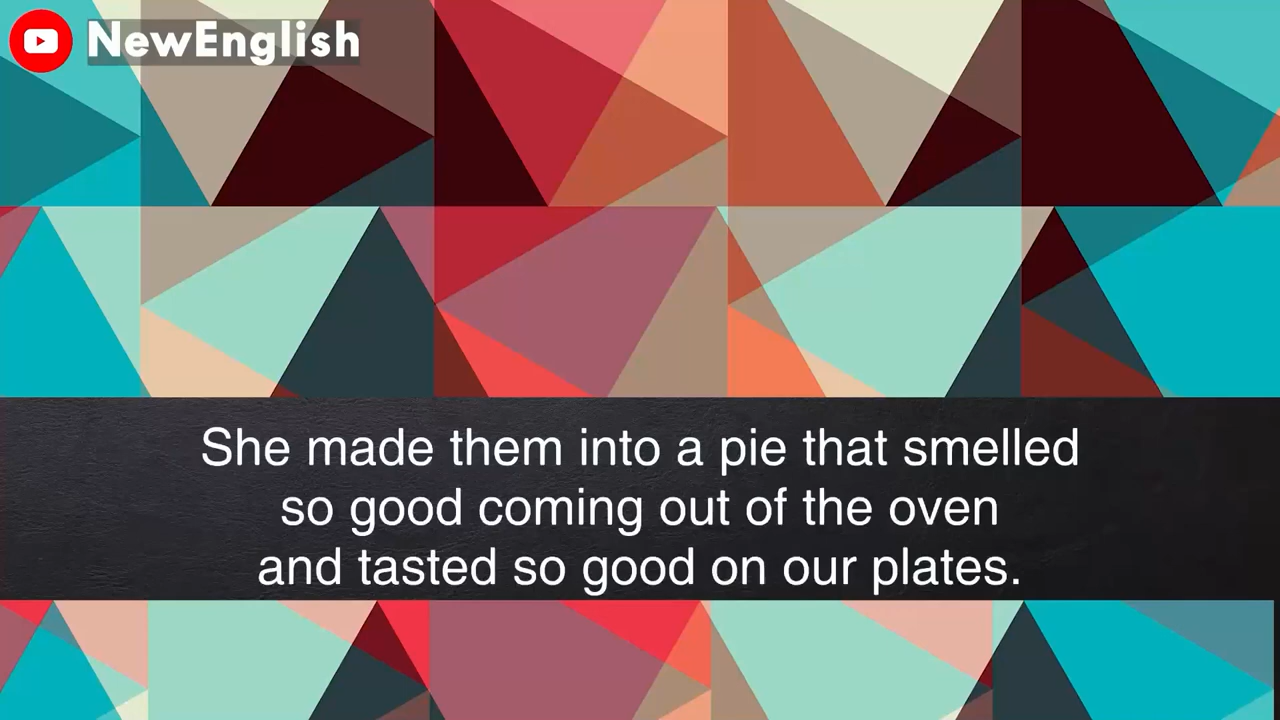 NewEnglish
She made them into a pie that smelled
so good coming out of the oven
and tasted so good on our plates.